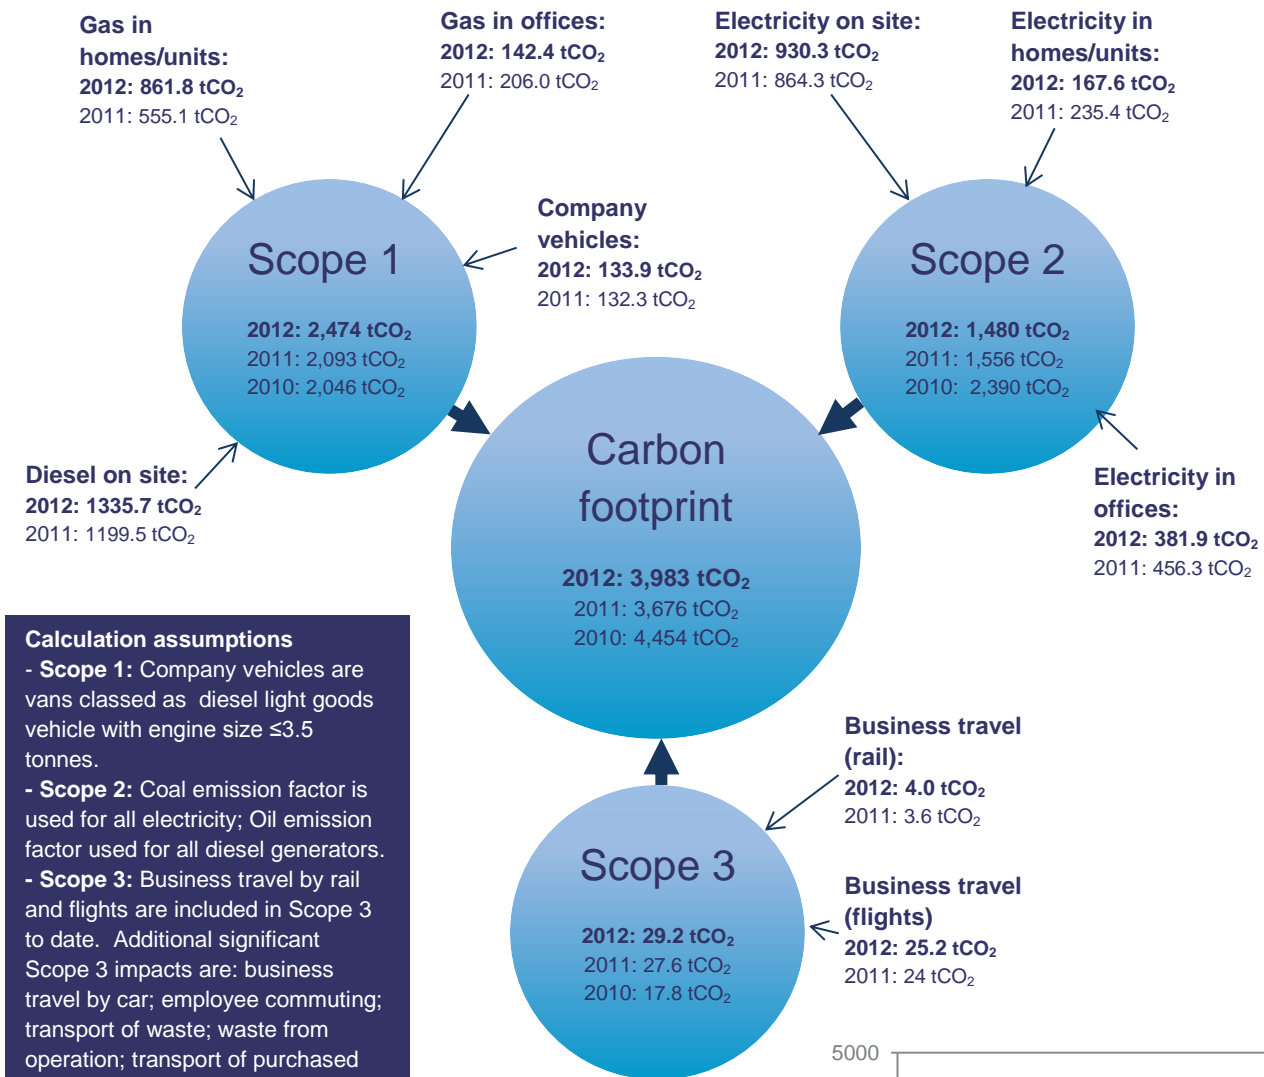 Gas in
homes/units:
2012: 861.8 tCO₂
2011: 555.1 tCO₂
Gas in offices:
2012: 142.4 tCO₂
2011: 206.0 tCO₂
Electricity on site:
2012: 930.3 tCO₂
2011: 864.3 tCO₂
Electricity in
homes/units:
2012: 167.6 tCO₂
2011: 235.4 tCO₂
Company
vehicles:
2012: 133.9 tCO₂
2011: 132.3 tCO₂
Scope 1
2012: 2,474 tCO₂
2011: 2,093 tCO₂
2010: 2,046 tCO₂
Scope 2
2012: 1,480 tCO₂
2011: 1,556 tCO₂
2010: 2,390 tCO₂
Diesel on site:
2012: 1335.7 tCO₂
2011: 1199.5 tCO₂
Carbon
footprint
2012: 3,983 tCO₂
2011: 3,676 tCO₂
2010: 4,454 tCO₂
Electricity in
offices:
2012: 381.9 tCO₂
2011: 456.3 tCO₂
Calculation assumptions
- Scope 1: Company vehicles are
vans classed as diesel light goods
vehicle with engine size ≤3.5
tonnes.
- Scope 2: Coal emission factor is
used for all electricity; Oil emission
factor used for all diesel generators.
- Scope 3: Business travel by rail
and flights are included in Scope 3
to date. Additional significant
Scope 3 impacts are: business
travel by car; employee commuting;
transport of waste; waste from
operation; transport of purchased
Business travel
(rail):
2012: 4.0 tCO₂
2011: 3.6 tCO₂
Scope 3
2012: 29.2 tCO₂
2011: 27.6 tCO₂
2010: 17.8 tCO₂
Business travel
(flights)
2012: 25.2 tCO₂
2011: 24 tCO₂
5000